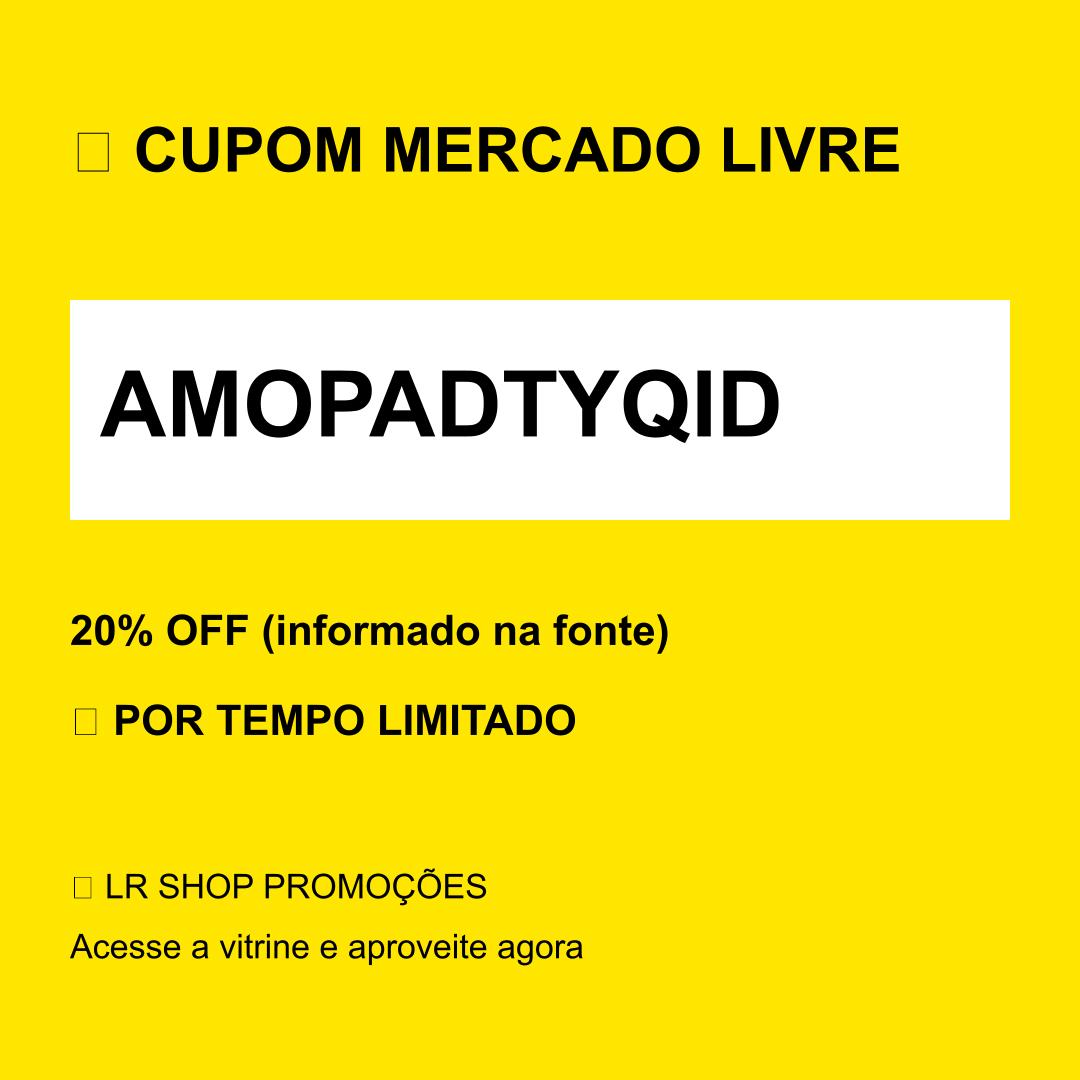 CUPOM MERCADO LIVRE
AMOPADTYQID
20% OFF (informado na fonte)
POR TEMPO LIMITADO
LR SHOP PROMOÇÕES
Acesse a vitrine e aproveite agora